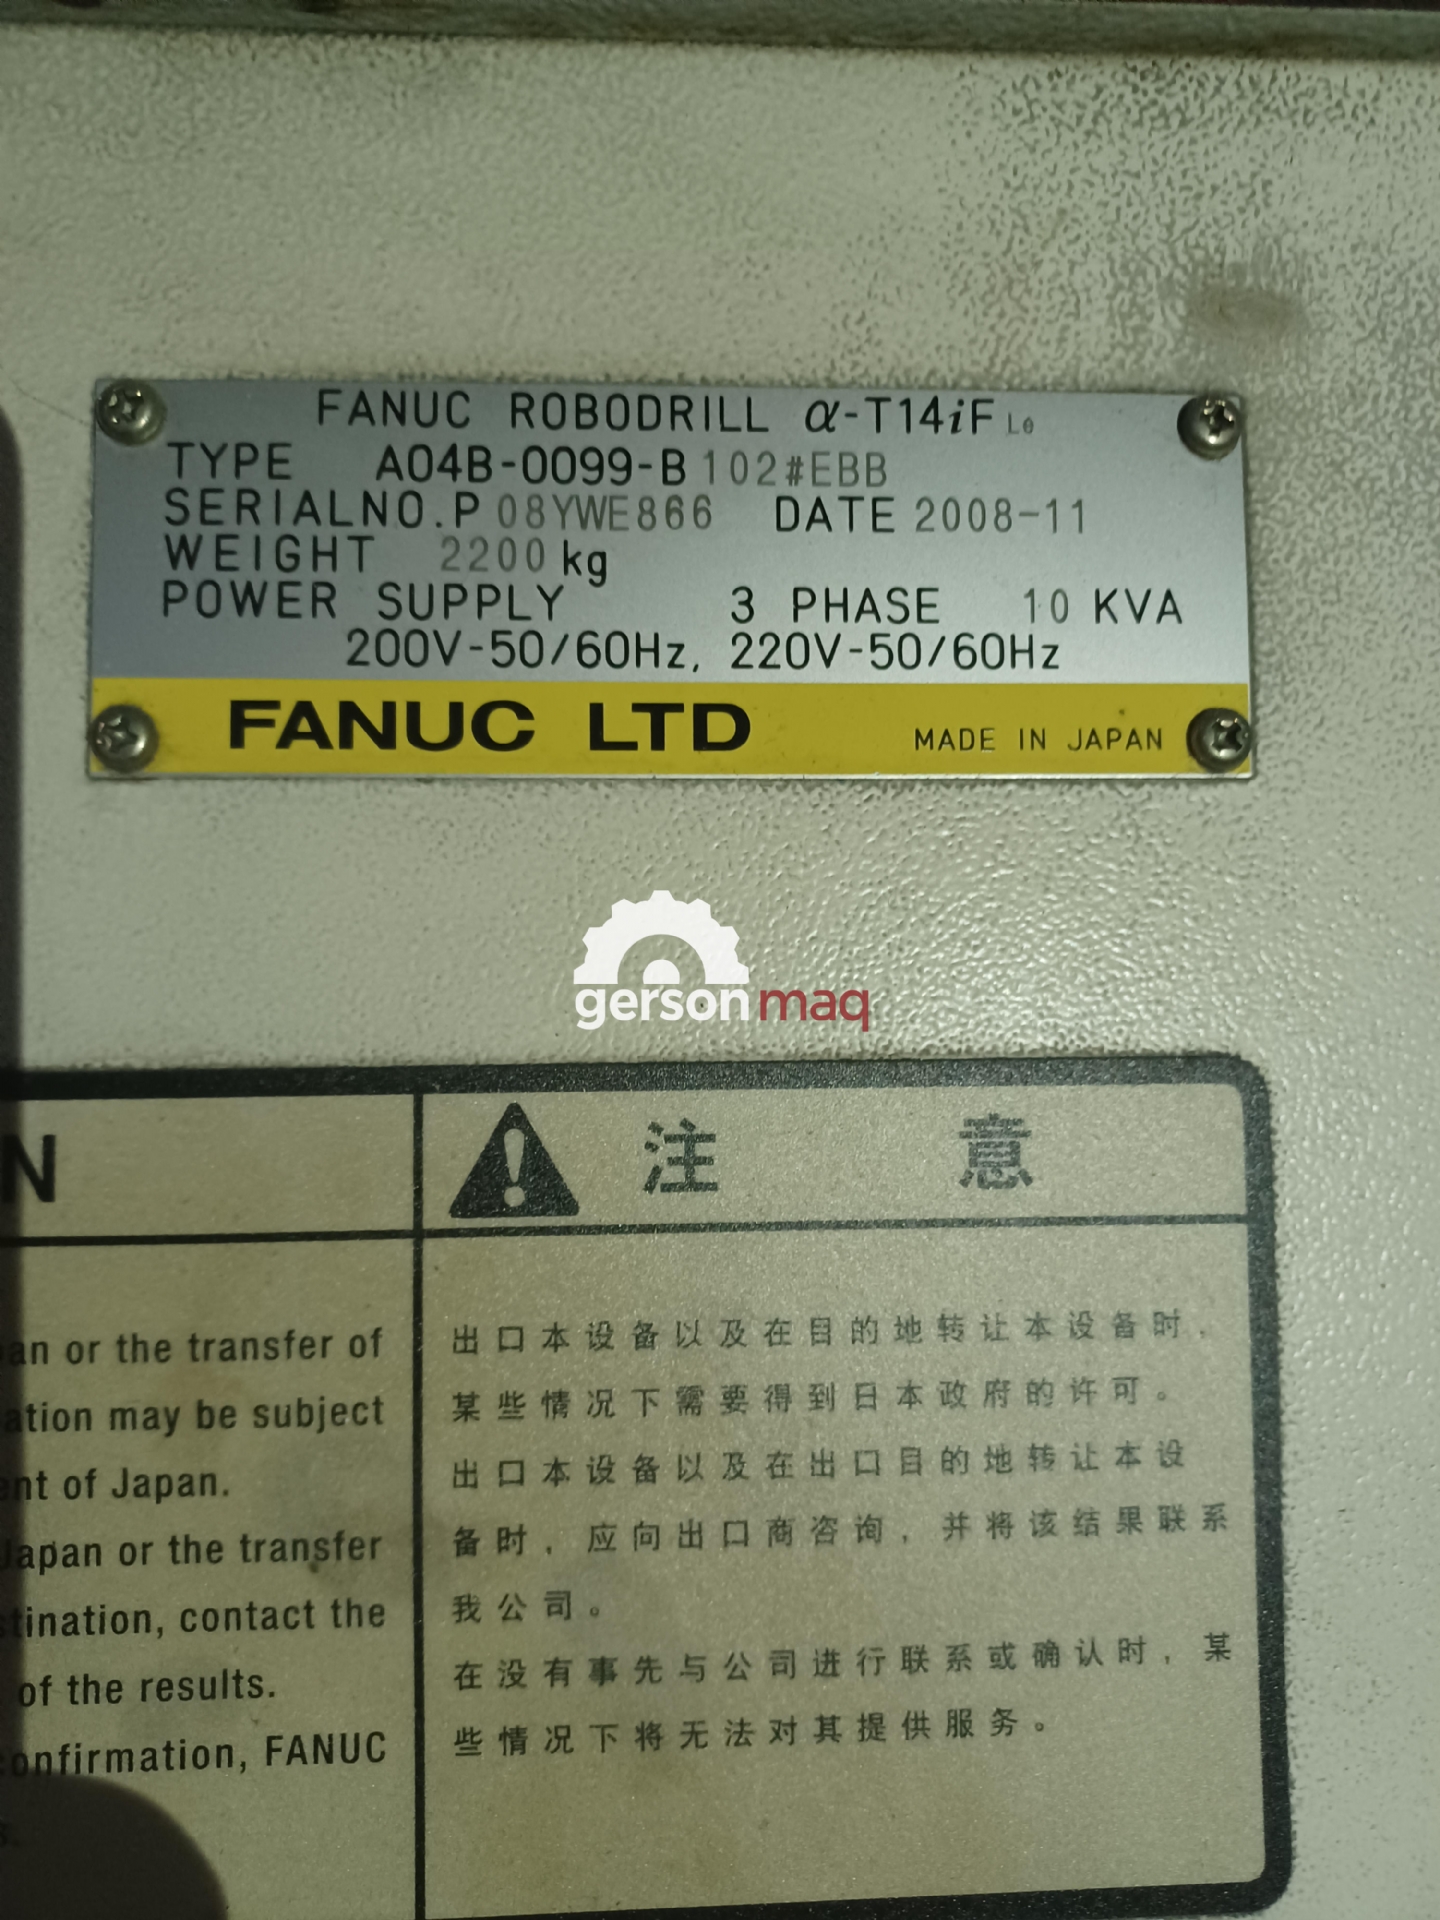 FANUC ROBODRILL α-T14iF Le
TYPE A04B-0099-B102#EBB
SERIALNO.P 08YWE866 DATE 2008-11
WEIGHT 2200 kg
POWER SUPPLY 3 PHASE 10 KVA
200V-50/60Hz, 220V-50/60Hz
FANUC LTD MADE IN JAPAN
gersonmaq
N
an or the transfer of
ation may be subject
ent of Japan.
Japan or the transfer
stination, contact the
of the results.
confirmation, FANUC
s.
注 意
出口本设备以及在目的地转让本设备时,
某些情况下需要得到日本政府的许可。
出口本设备以及在出口目的地转让本设
备时,应向出口商咨询,并将该结果联系
我公司。
在没有事先与公司进行联系或确认时,某
些情况下将无法对其提供服务。